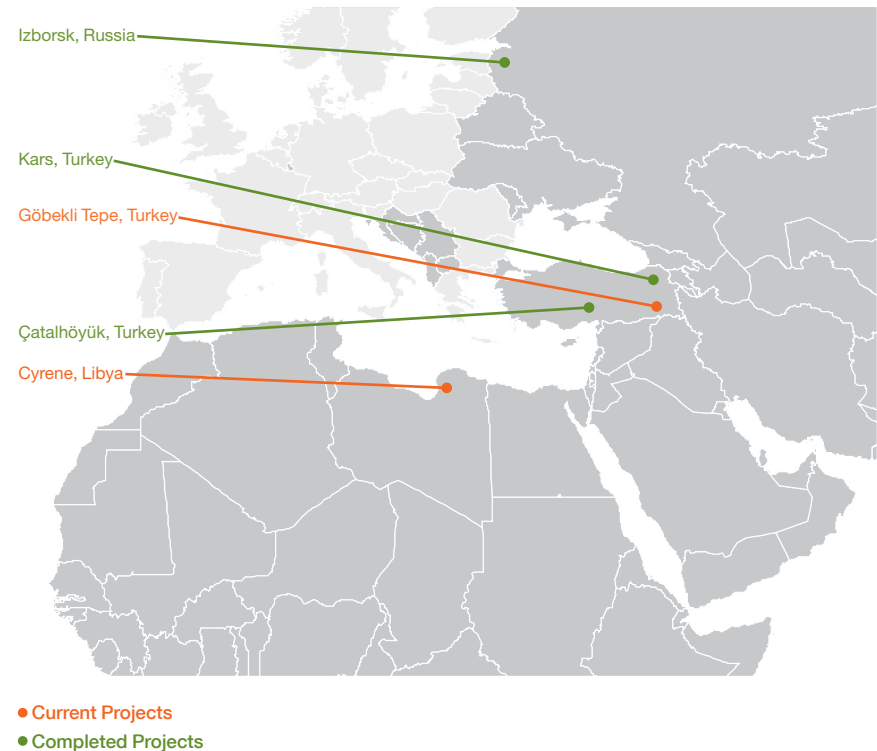 Izborsk, Russia
Kars, Turkey
Göbekli Tepe, Turkey
Çatalhöyük, Turkey
Cyrene, Libya
Current Projects
Completed Projects